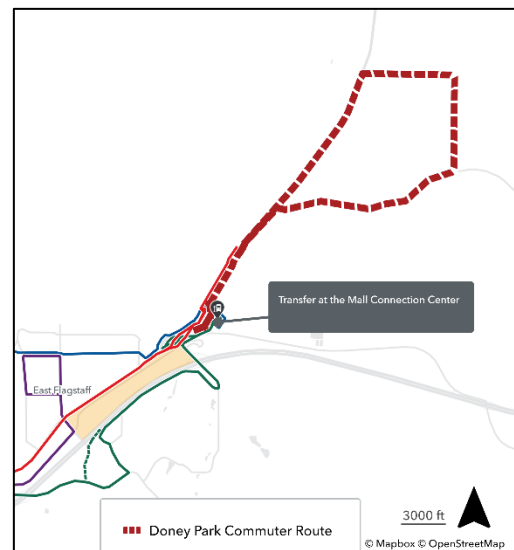 Transfer at the Mall Connection Center
East Flagstaff
3000 ft
Doney Park Commuter Route
© Mapbox © OpenStreetMap